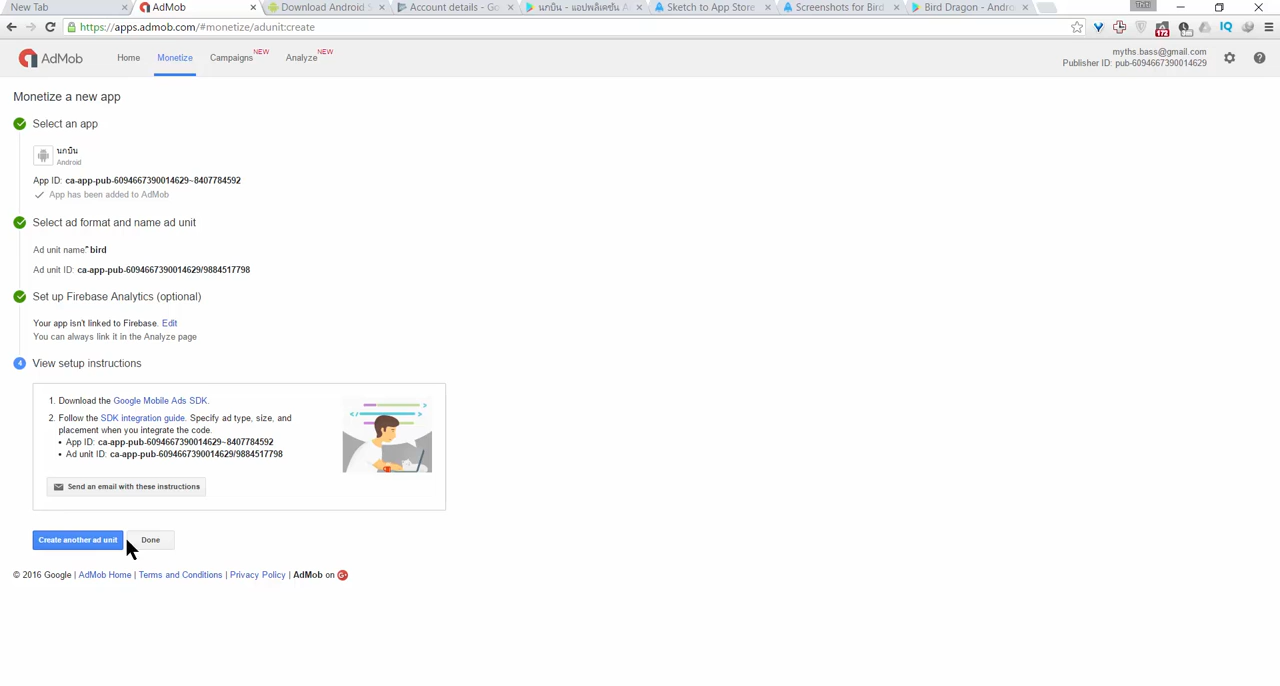 New Tab
AdMob
Download Android S
Account details - Go
นกบิน – แอปพลิเคชัน A
Sketch to App Store
Screenshots for Bird
Bird Dragon - Andro
https://apps.admob.com/#monetize/adunit:create
172
IQ
AdMob
Home
Monetize
Campaigns NEW
Analyze NEW
myths.bass@gmail.com
Publisher ID: pub-6094667390014629
Monetize a new app
Select an app
นกบิน
Android
App ID: ca-app-pub-6094667390014629~8407784592
App has been added to AdMob
Select ad format and name ad unit
Ad unit name: bird
Ad unit ID: ca-app-pub-6094667390014629/9884517798
Set up Firebase Analytics (optional)
Your app isn't linked to Firebase. Edit
You can always link it in the Analyze page
4 View setup instructions
1. Download the Google Mobile Ads SDK.
2. Follow the SDK integration guide. Specify ad type, size, and
placement when you integrate the code.
• App ID: ca-app-pub-6094667390014629~8407784592
• Ad unit ID: ca-app-pub-6094667390014629/9884517798
Send an email with these instructions
Create another ad unit
Done
© 2016 Google | AdMob Home | Terms and Conditions | Privacy Policy | AdMob on